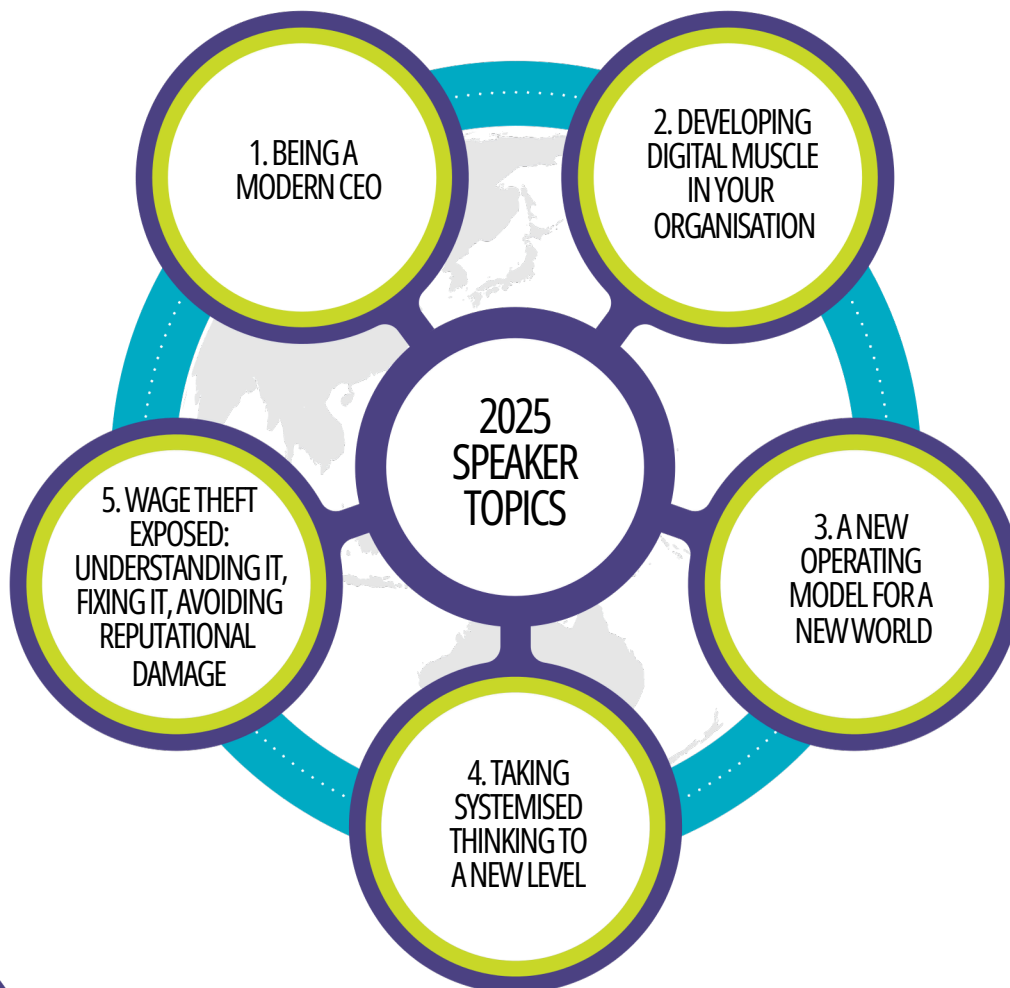 1. BEING A
MODERN CEO
2. DEVELOPING
DIGITAL MUSCLE
IN YOUR
ORGANISATION
2025
SPEAKER
TOPICS
3. A NEW
OPERATING
MODEL FOR A
NEW WORLD
4. TAKING
SYSTEMISED
THINKING TO
A NEW LEVEL
5. WAGE THEFT
EXPOSED:
UNDERSTANDING IT,
FIXING IT, AVOIDING
REPUTATIONAL
DAMAGE